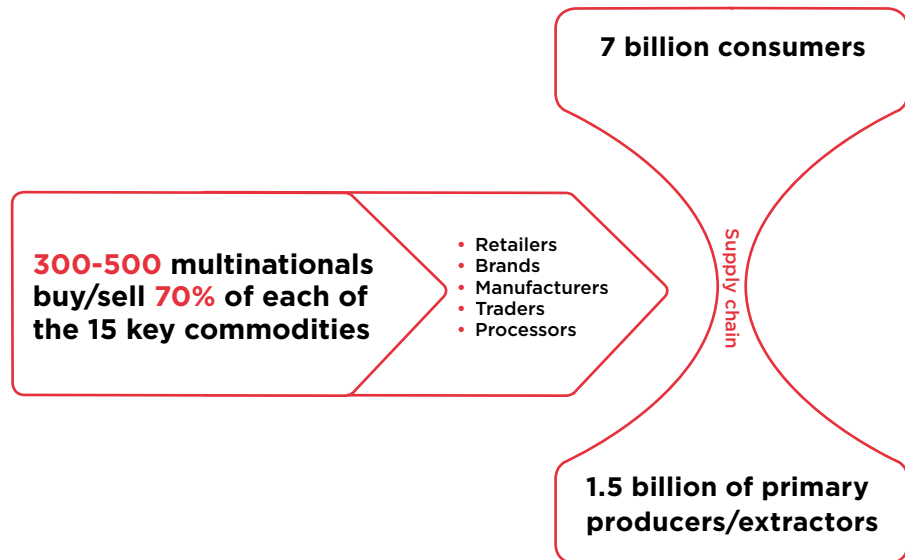 7 billion consumers
300-500 multinationals
buy/sell 70% of each of
the 15 key commodities
• Retailers
• Brands
• Manufacturers
• Traders
• Processors
Supply chain
1.5 billion of primary
producers/extractors